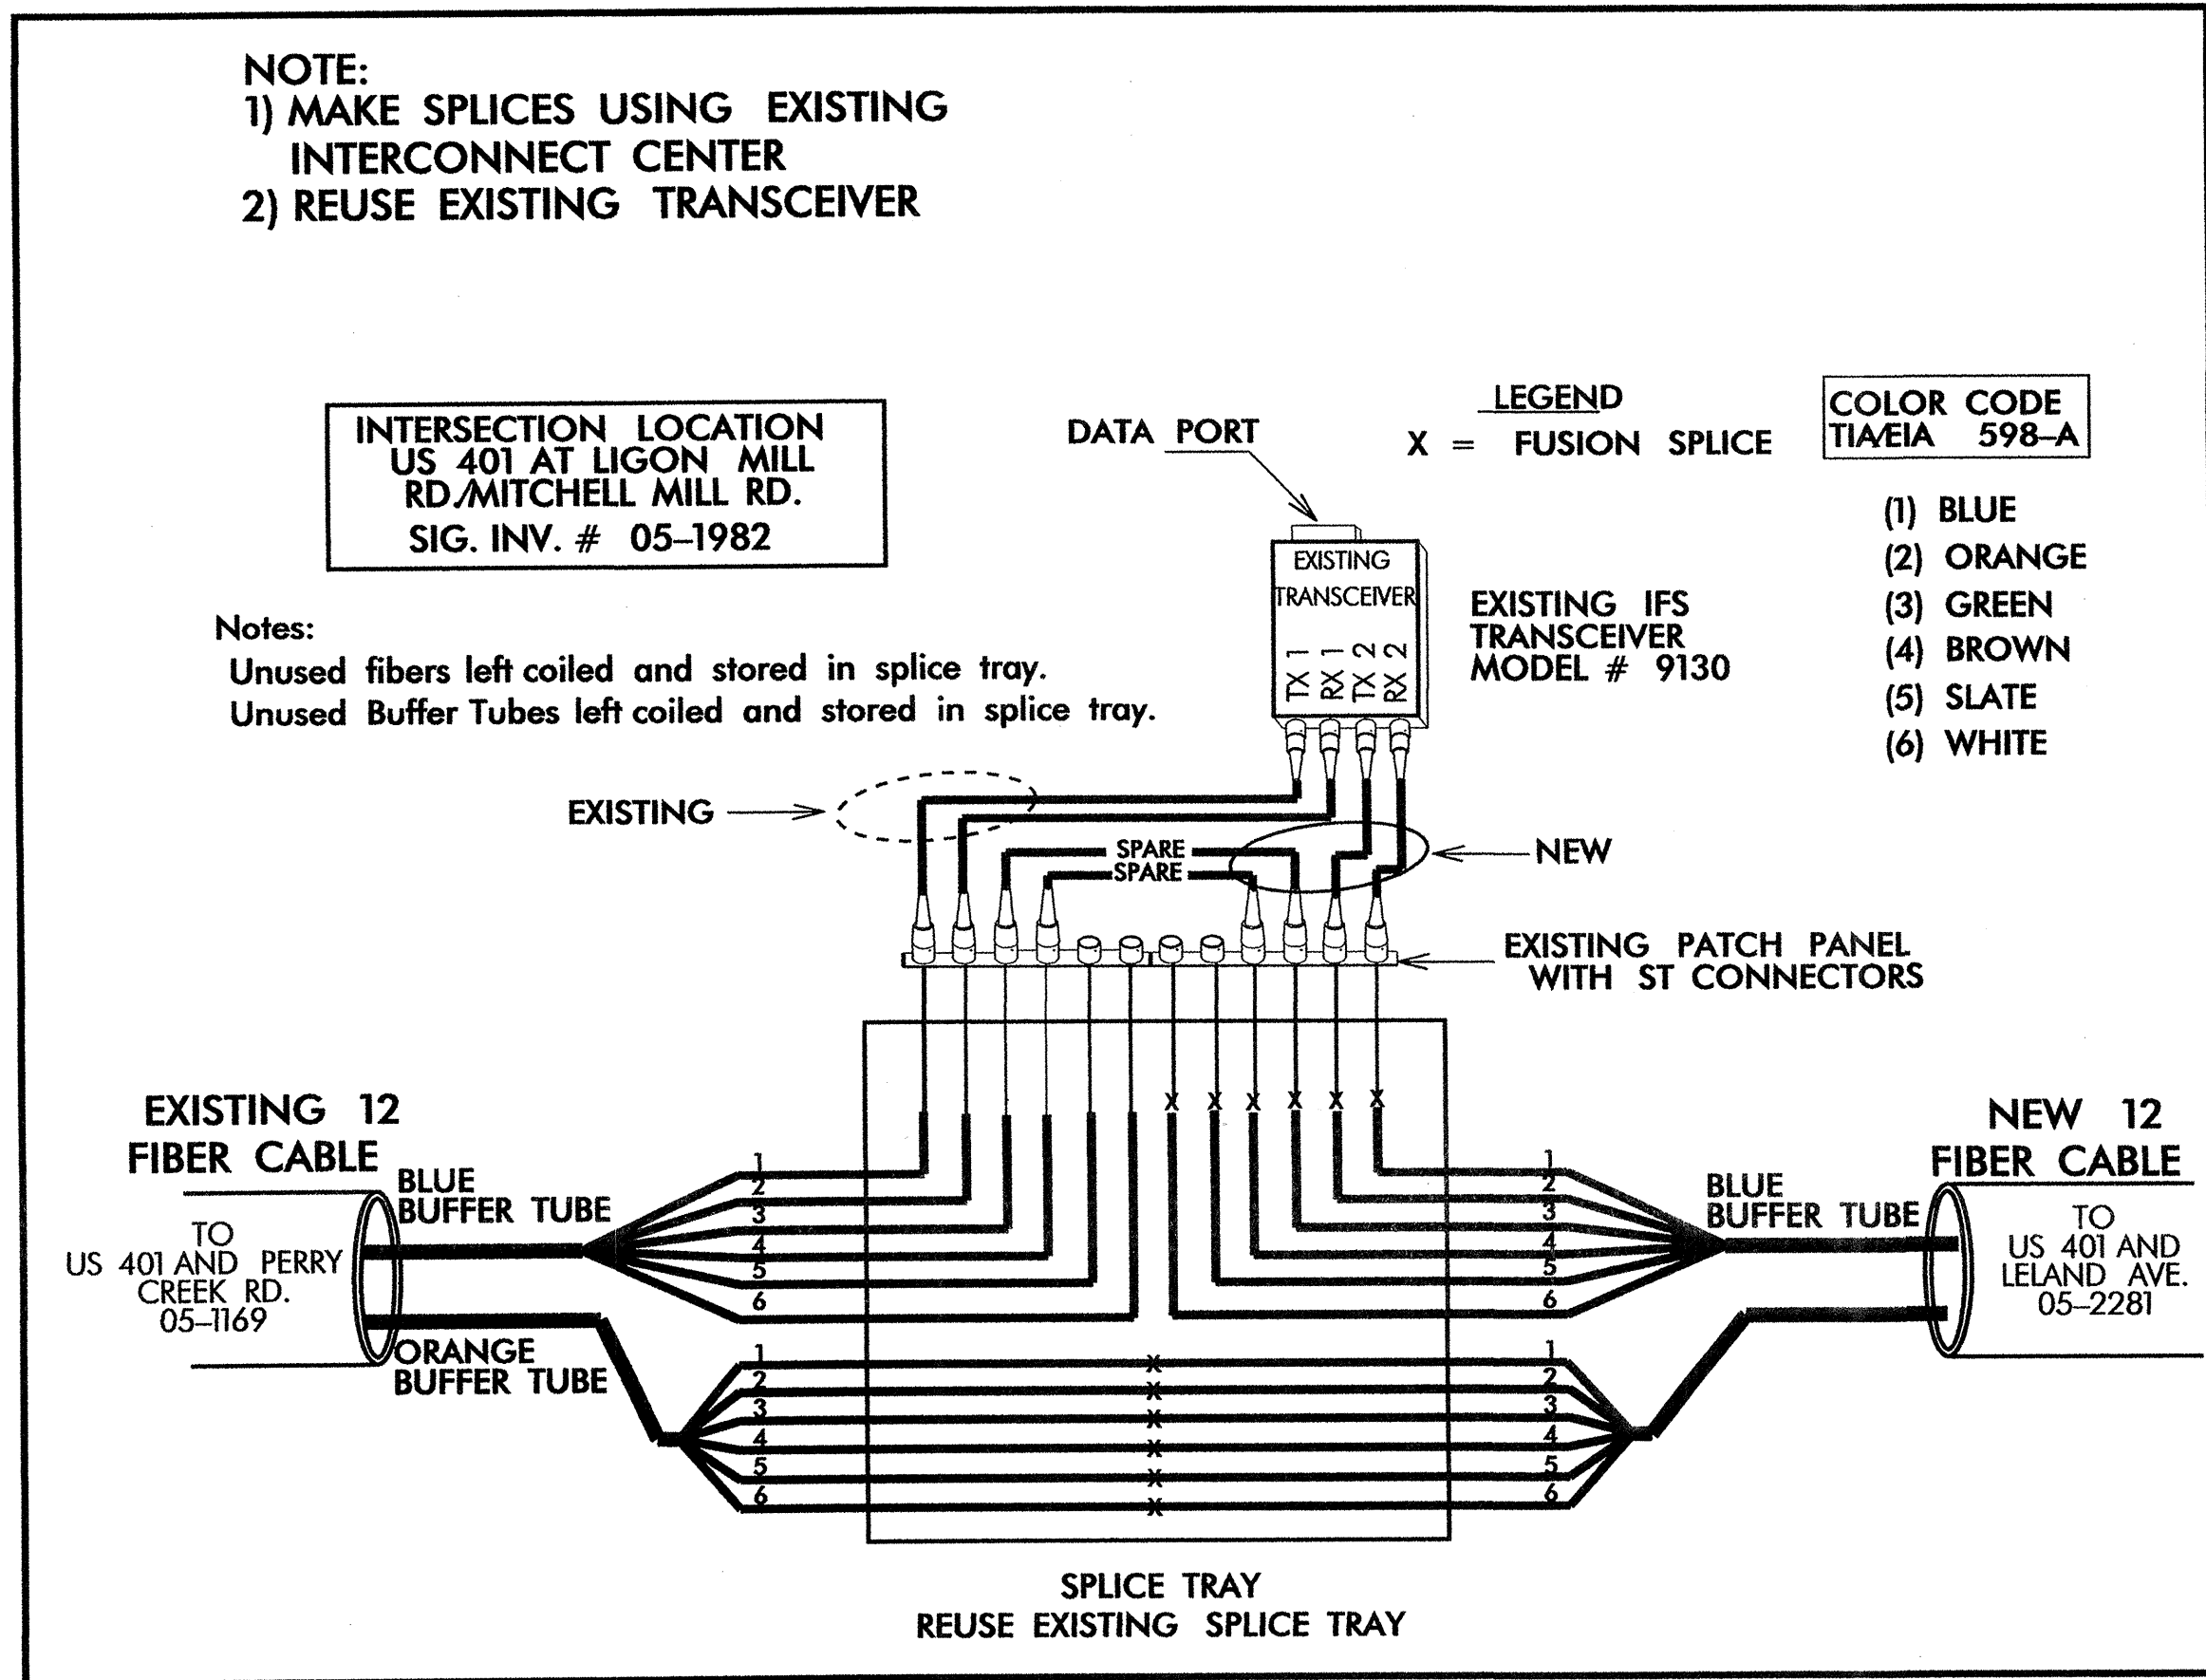 NOTE:
1) MAKE SPLICES USING EXISTING
INTERCONNECT CENTER
2) REUSE EXISTING TRANSCEIVER
INTERSECTION LOCATION
US 401 AT LIGON MILL
RD./MITCHELL MILL RD.
SIG. INV. # 05-1982
DATA PORT
LEGEND
X = FUSION SPLICE
COLOR CODE
TIA/EIA 598-A
(1) BLUE
(2) ORANGE
(3) GREEN
(4) BROWN
(5) SLATE
(6) WHITE
EXISTING
TRANSCEIVER
TX 1
RX 1
TX 2
RX 2
EXISTING IFS
TRANSCEIVER
MODEL # 9130
Notes:
Unused fibers left coiled and stored in splice tray.
Unused Buffer Tubes left coiled and stored in splice tray.
EXISTING
SPARE
SPARE
NEW
EXISTING PATCH PANEL
WITH ST CONNECTORS
X X X X X X
EXISTING 12
FIBER CABLE
BLUE
BUFFER TUBE
TO
US 401 AND PERRY
CREEK RD.
05-1169
ORANGE
BUFFER TUBE
1
2
3
4
5
6
1
2
3
4
5
6
X
X
X
X
X
X
1
2
3
4
5
6
1
2
3
4
5
6
NEW 12
FIBER CABLE
BLUE
BUFFER TUBE
TO
US 401 AND
LELAND AVE.
05-2281
SPLICE TRAY
REUSE EXISTING SPLICE TRAY